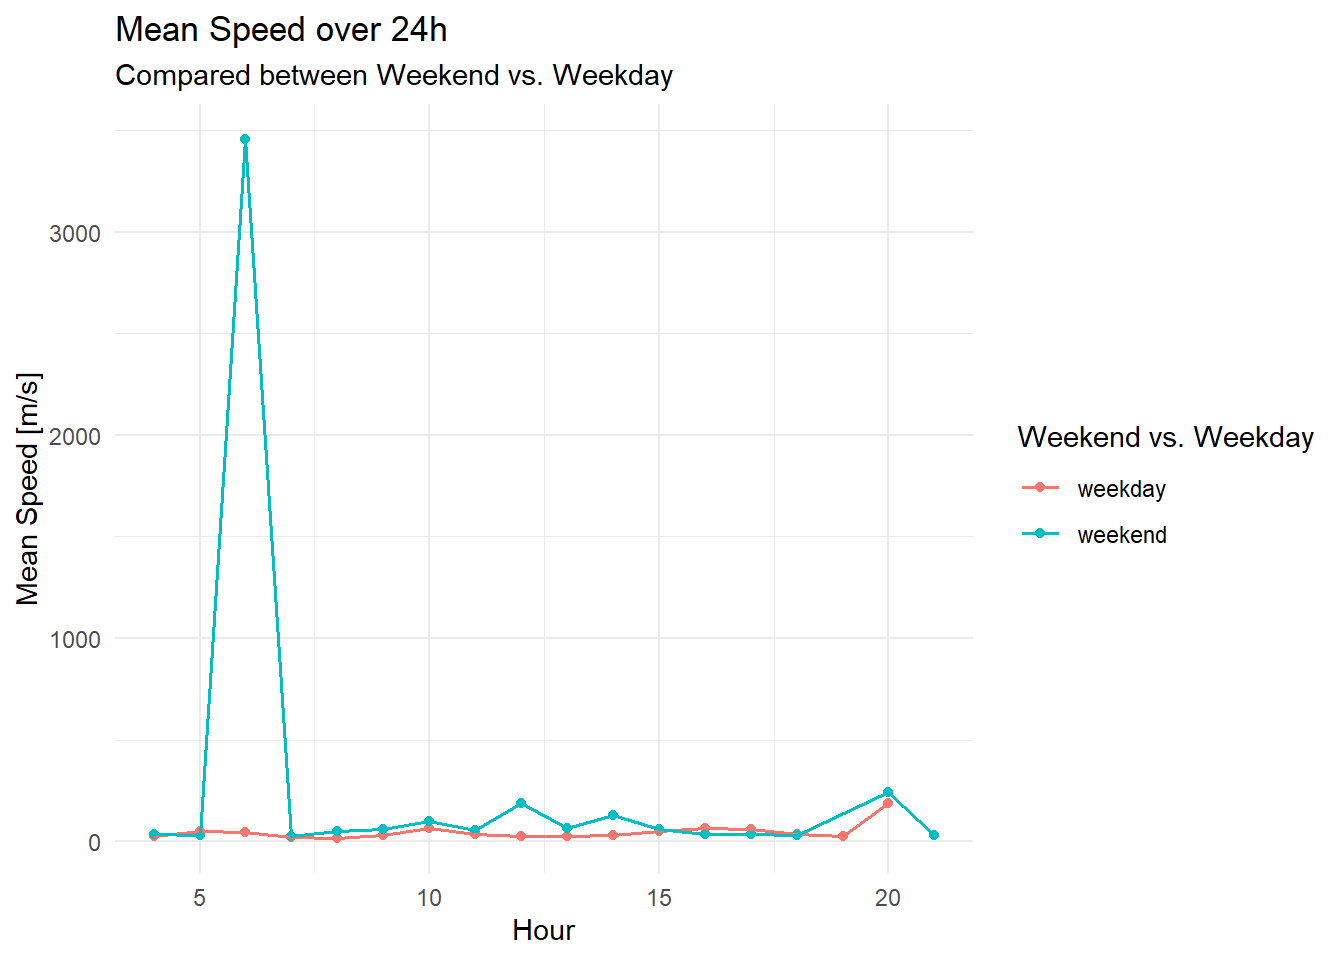 Mean Speed over 24h
Compared between Weekend vs. Weekday
3000
2000
1000
0
Mean Speed [m/s]
5 10 15 20
Hour
Weekend vs. Weekday
weekday
weekend